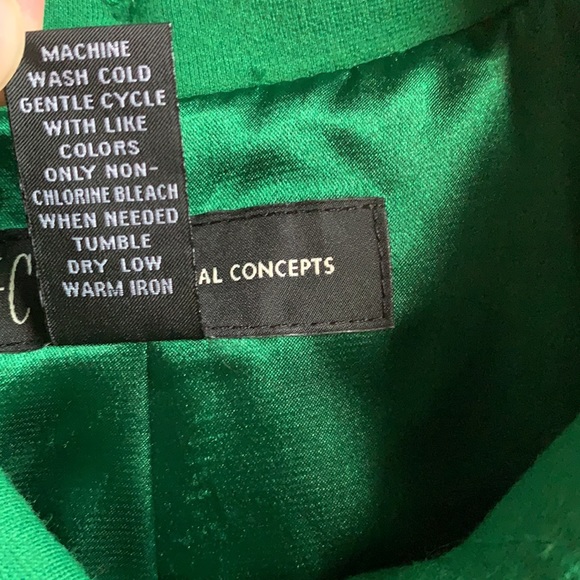 MACHINE
WASH COLD
GENTLE CYCLE
WITH LIKE
COLORS
ONLY NON-
CHLORINE BLEACH
WHEN NEEDED
TUMBLE
DRY LOW
WARM IRON
-C AL CONCEPTS